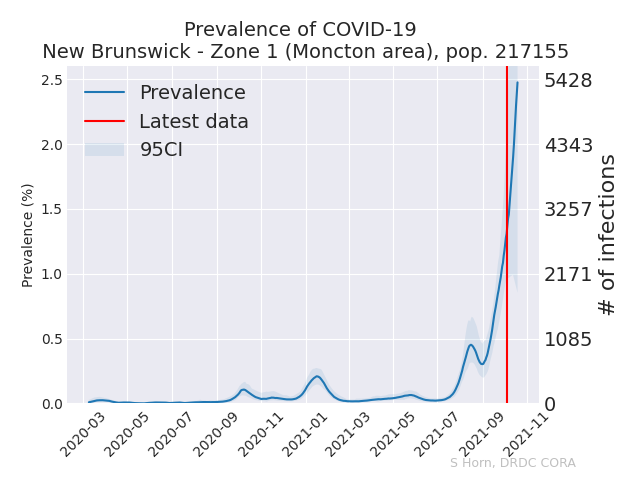 Prevalence of COVID-19
New Brunswick - Zone 1 (Moncton area), pop. 217155
Prevalence
Latest data
95CI
Prevalence (%)
2.5
2.0
1.5
1.0
0.5
0.0
5428
4343
3257
2171
1085
0
# of infections
2020-03
2020-05
2020-07
2020-09
2020-11
2021-01
2021-03
2021-05
2021-07
2021-09
2021-11
S Horn, DRDC CORA